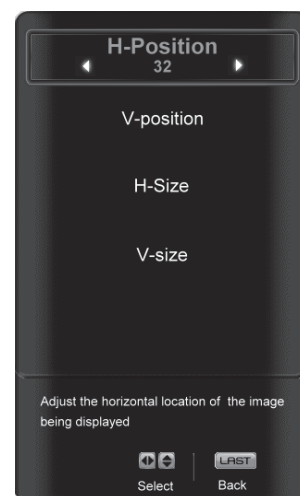 H-Position
32
V-position
H-Size
V-size
Adjust the horizontal location of the image
being displayed
LAST
Select Back